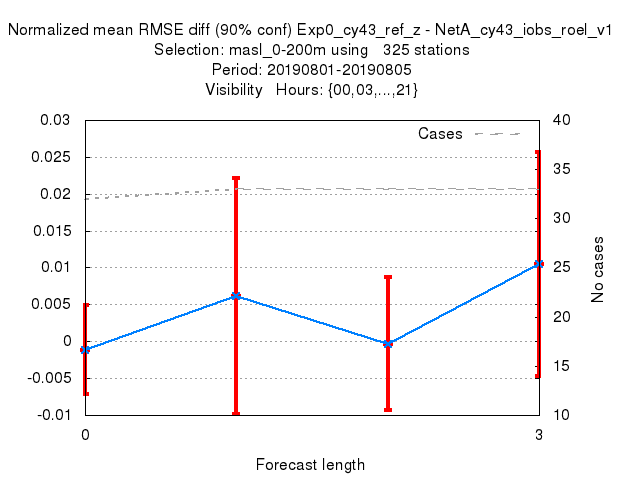 Normalized mean RMSE diff (90% conf) Exp0_cy43_ref_z - NetA_cy43_iobs_roel_v1
Selection: masl_0-200m using 325 stations
Period: 20190801-20190805
Visibility Hours: {00,03,...,21}
0.03
0.025
0.02
0.015
0.01
0.005
0
-0.005
-0.01
Cases
40
35
30
25
20
15
10
No cases
0
3
Forecast length